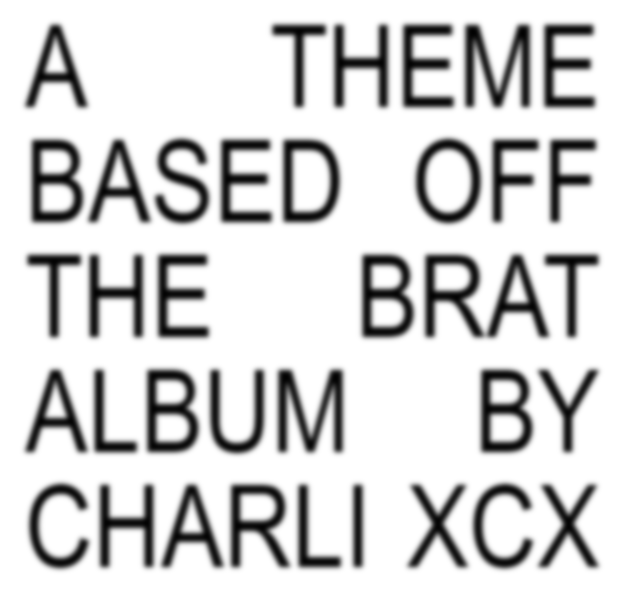 A THEME
BASED OFF
THE BRAT
ALBUM BY
CHARLI XCX